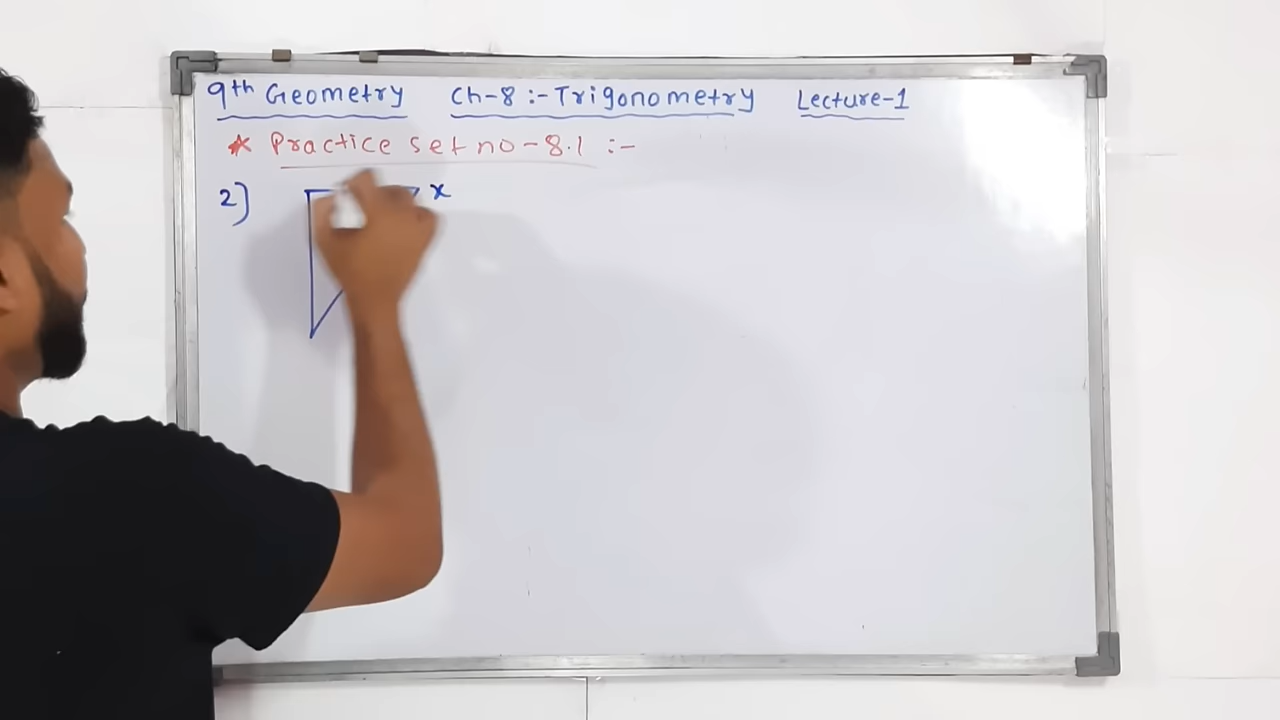 9th Geometry Ch-8 :- Trigonometry Lecture-1
* Practice set no - 8.1 :-
2) x